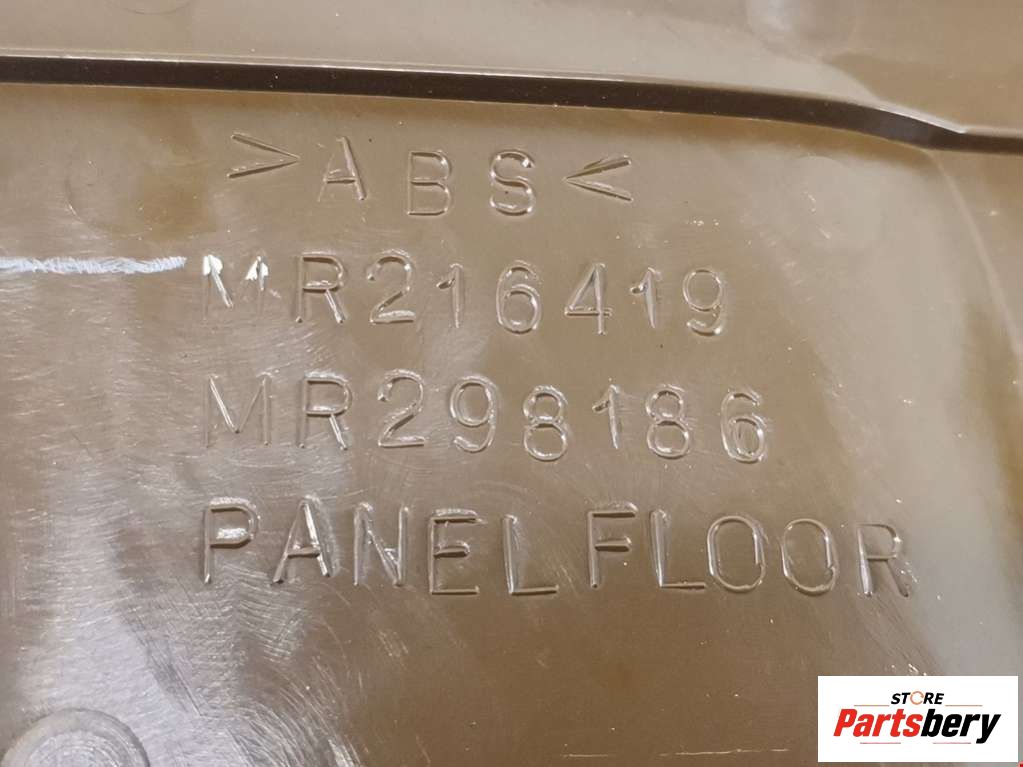 >ABS<
MR216419
MR298186
PANEL FLOOR
STORE
Partsbery